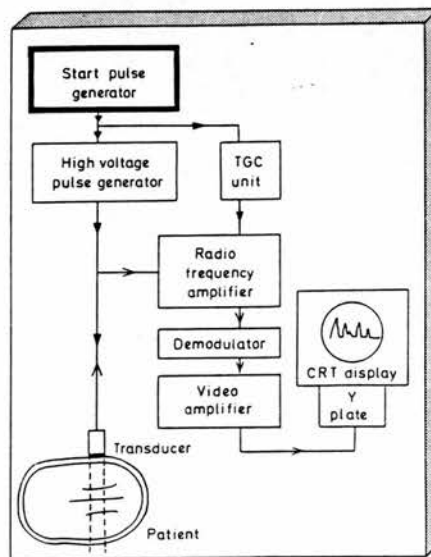 Start pulse
generator
High voltage
pulse generator
TGC
unit
Radio
frequency
amplifier
Demodulator
Video
amplifier
CRT display
Y
plate
Transducer
Patient